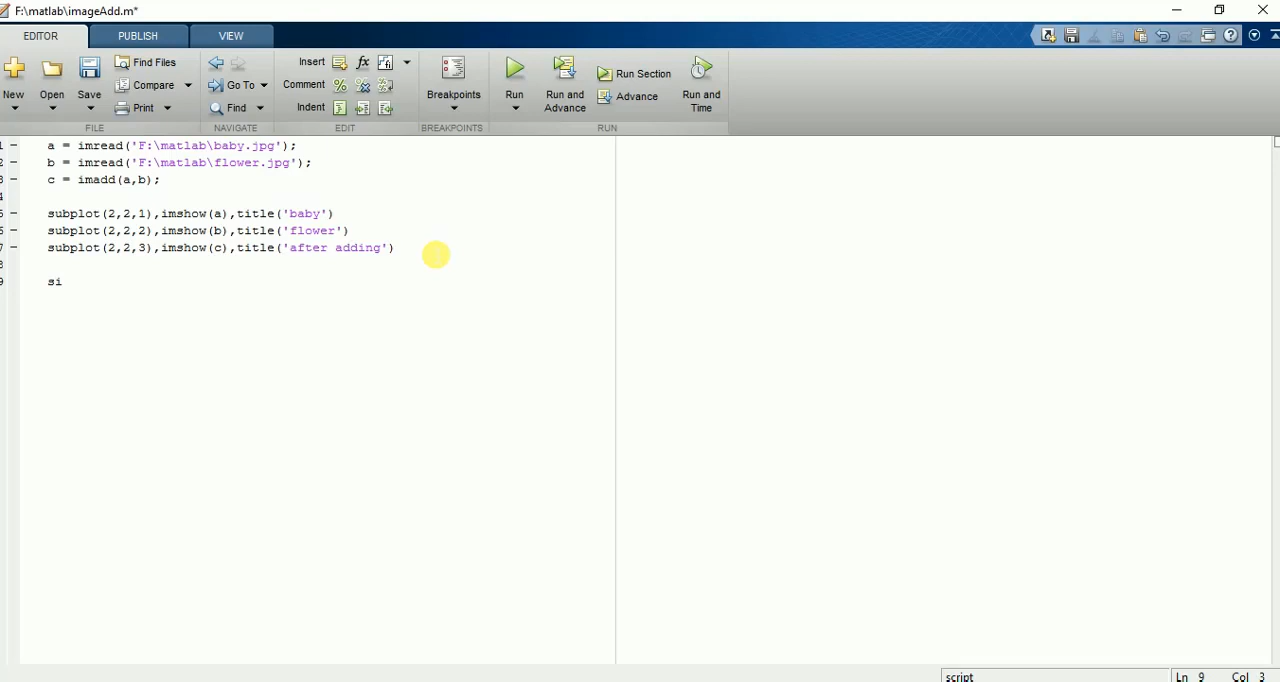 F:\matlab\imageAdd.m*
EDITOR PUBLISH VIEW
New
Open
Save
Find Files
Compare
Print
FILE
Go To
Find
NAVIGATE
Insert fx
Comment
Indent
EDIT
Breakpoints
BREAKPOINTS
Run
Run and
Advance
Run Section
Advance
Run and
Time
RUN
a = imread('F:\matlab\baby.jpg');
b = imread('F:\matlab\flower.jpg');
c = imadd(a,b);
subplot(2,2,1),imshow(a),title('baby')
subplot(2,2,2),imshow(b),title('flower')
subplot(2,2,3),imshow(c),title('after adding')
si
script Ln 9 Col 3